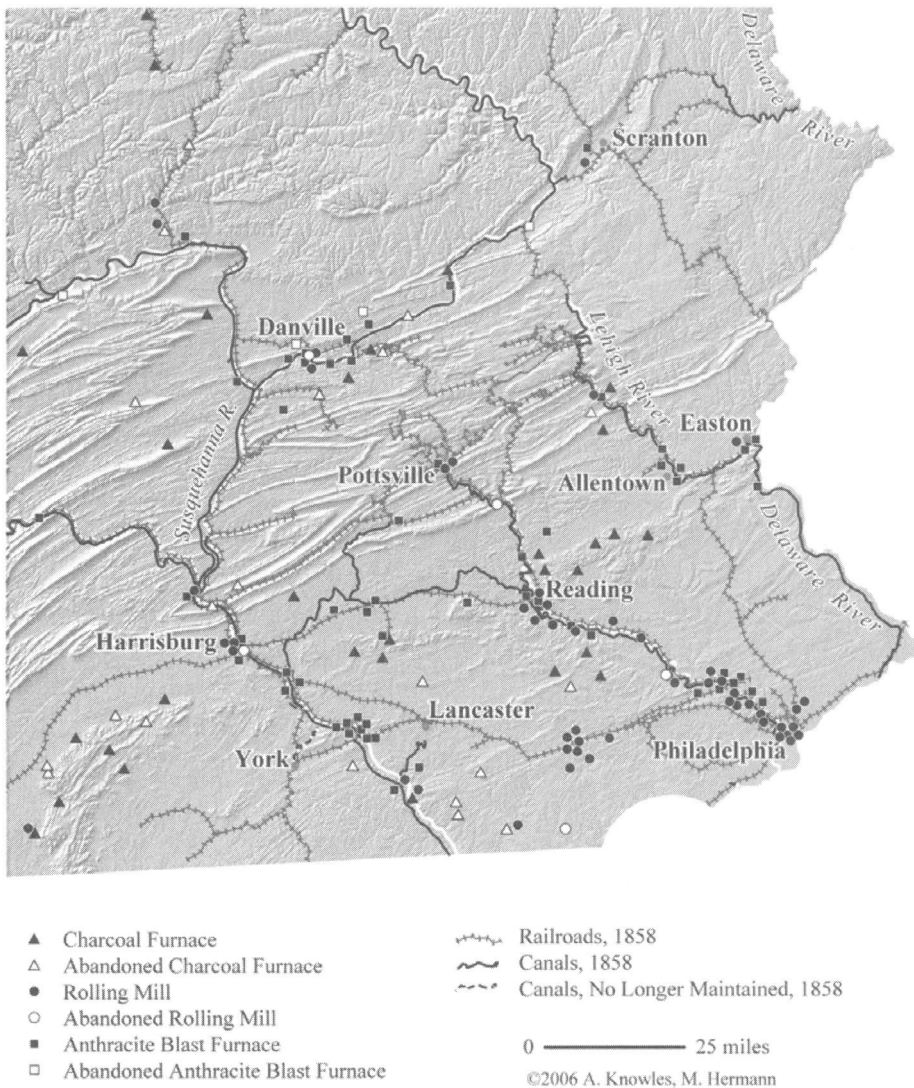 Delaware
River
Scranton
Danville
Lehigh River
Susquehanna R.
Easton
Pottsville
Allentown
Delaware River
Reading
Harrisburg
Lancaster
York
Philadelphia
Charcoal Furnace
Abandoned Charcoal Furnace
Rolling Mill
Abandoned Rolling Mill
Anthracite Blast Furnace
Abandoned Anthracite Blast Furnace
Railroads, 1858
Canals, 1858
Canals, No Longer Maintained, 1858
0 25 miles
©2006 A. Knowles, M. Hermann